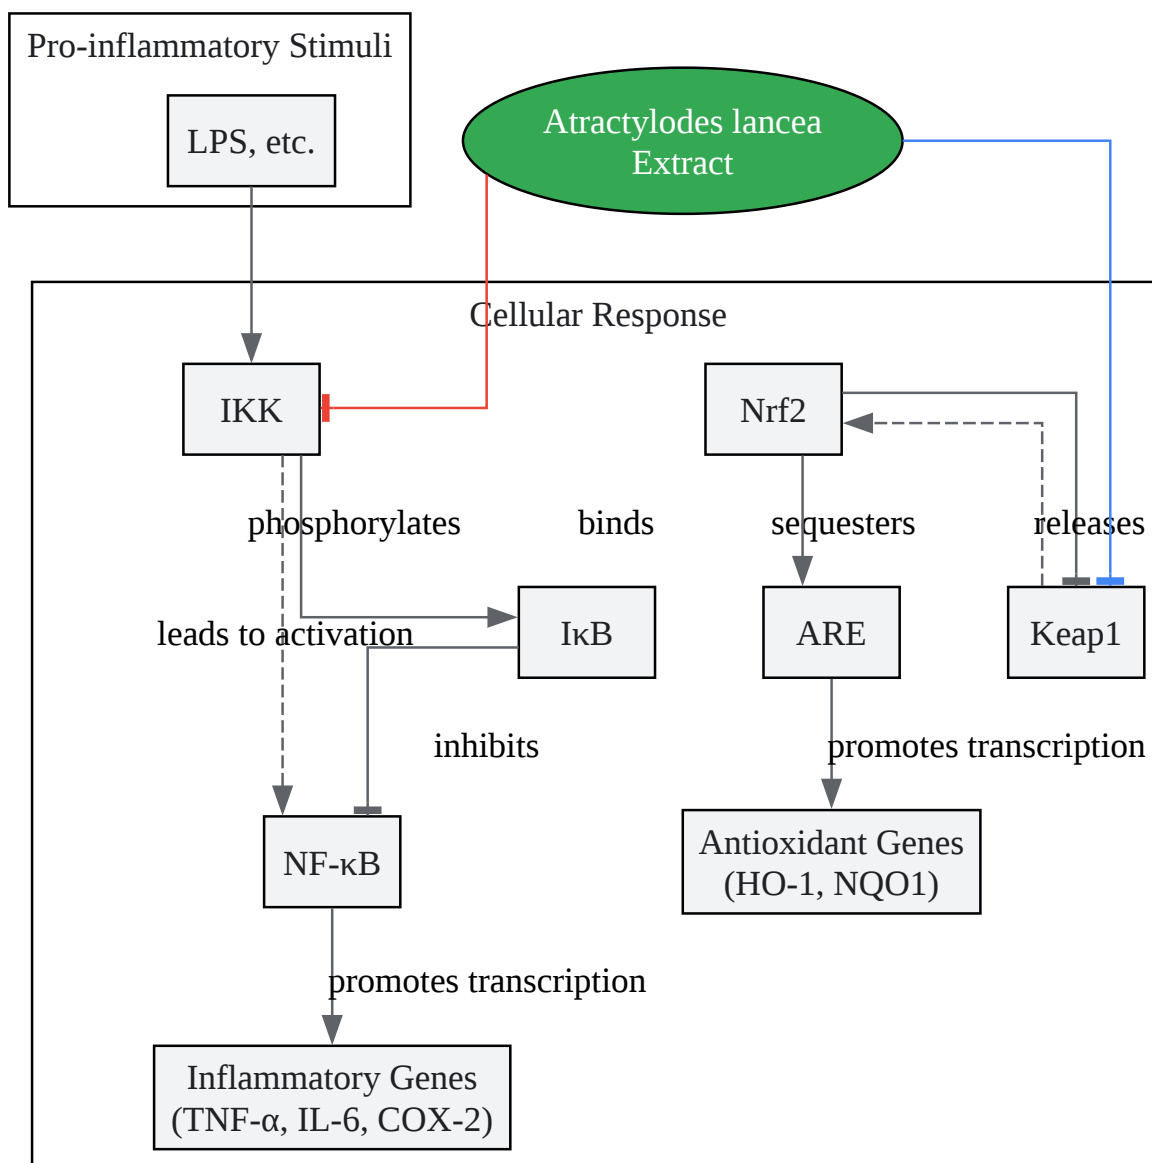 Pro-inflammatory Stimuli
LPS, etc.
Atractylodes lancea
Extract
Cellular Response
IKK
Nrf2
phosphorylates
binds
sequesters
releases
leads to activation
IκB
ARE
Keap1
inhibits
promotes transcription
NF-κB
Antioxidant Genes
(HO-1, NQO1)
promotes transcription
Inflammatory Genes
(TNF-α, IL-6, COX-2)